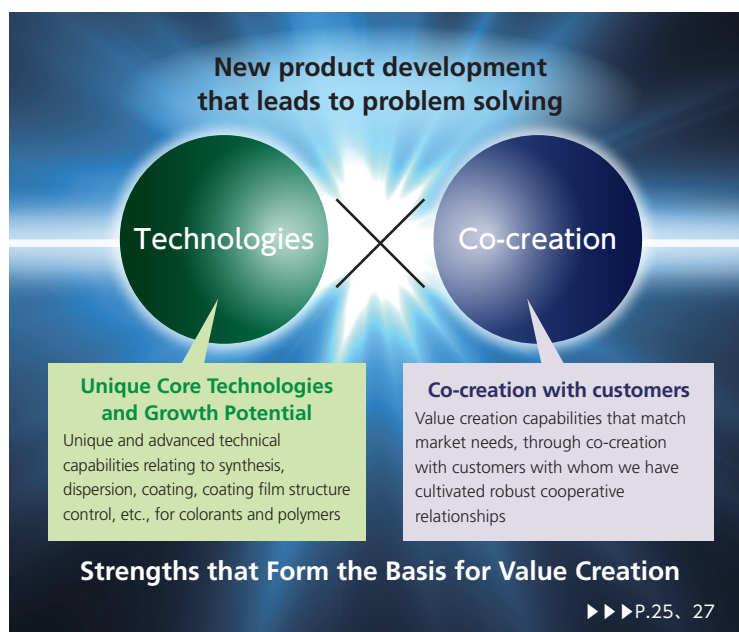 New product development
that leads to problem solving
Technologies
Co-creation
Unique Core Technologies
and Growth Potential
Unique and advanced technical
capabilities relating to synthesis,
dispersion, coating, coating film structure
control, etc., for colorants and polymers
Co-creation with customers
Value creation capabilities that match
market needs, through co-creation
with customers with whom we have
cultivated robust cooperative
relationships
Strengths that Form the Basis for Value Creation
▶▶▶P.25、27